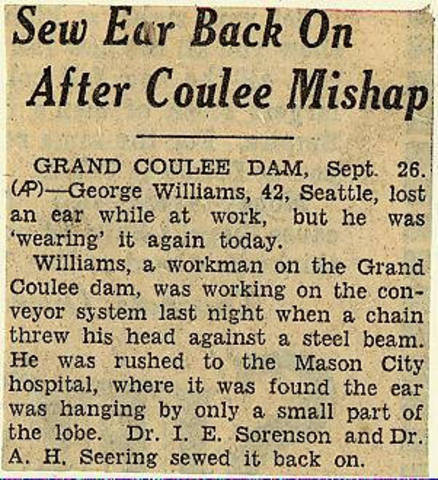 Sew Ear Back On
After Coulee Mishap
GRAND COULEE DAM, Sept. 26.
(AP)—George Williams, 42, Seattle, lost
an ear while at work, but he was
'wearing' it again today.
Williams, a workman on the Grand
Coulee dam, was working on the con-
veyor system last night when a chain
threw his head against a steel beam.
He was rushed to the Mason City
hospital, where it was found the ear
was hanging by only a small part of
the lobe. Dr. I. E. Sorenson and Dr.
A. H. Seering sewed it back on.